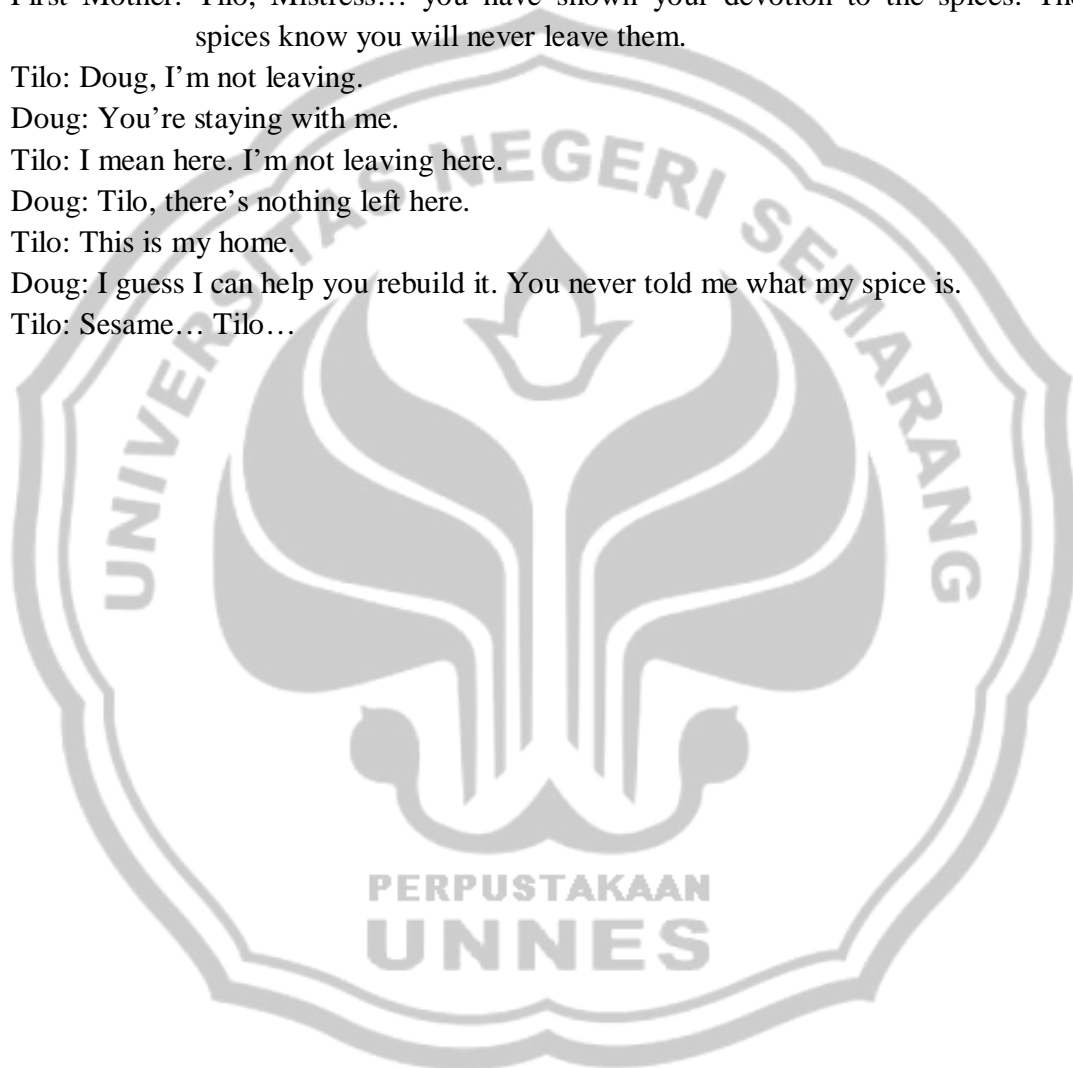 First Mother: Tilo, Mistress… you have shown your devotion to the spices. The
spices know you will never leave them.
Tilo: Doug, I’m not leaving.
Doug: You’re staying with me.
Tilo: I mean here. I’m not leaving here.
Doug: Tilo, there’s nothing left here.
Tilo: This is my home.
Doug: I guess I can help you rebuild it. You never told me what my spice is.
Tilo: Sesame… Tilo…
UNIVERSITAS NEGERI SEMARANG
PERPUSTAKAAN
UNNES